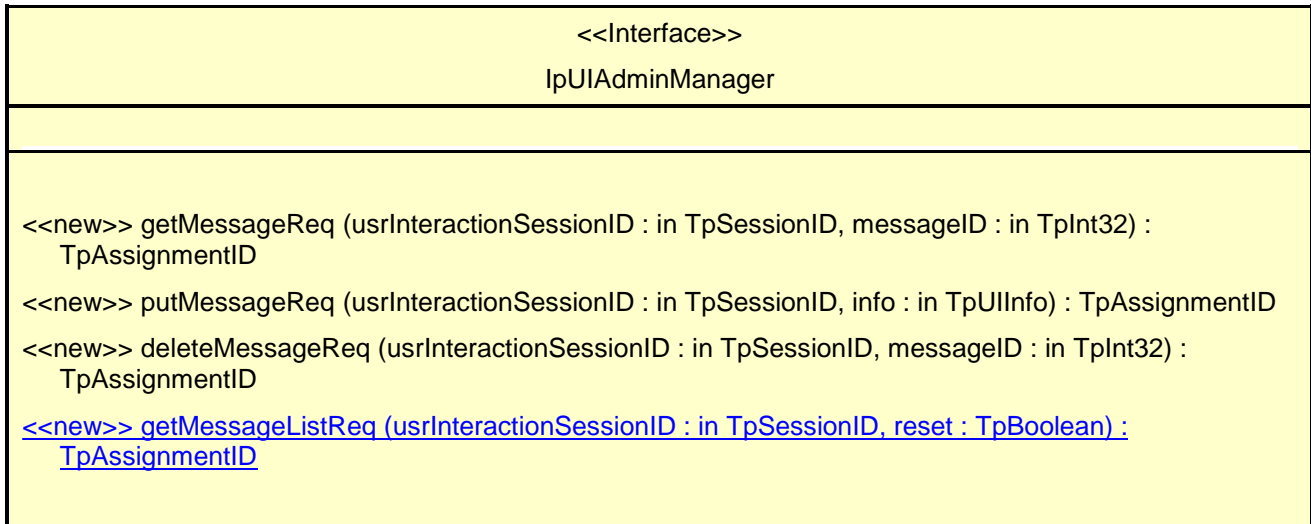 <<Interface>>
IpUIAdminManager
<<new>> getMessageReq (usrInteractionSessionID : in TpSessionID, messageID : in TpInt32) :
TpAssignmentID
<<new>> putMessageReq (usrInteractionSessionID : in TpSessionID, info : in TpUIInfo) : TpAssignmentID
<<new>> deleteMessageReq (usrInteractionSessionID : in TpSessionID, messageID : in TpInt32) :
TpAssignmentID
<<new>> getMessageListReq (usrInteractionSessionID : in TpSessionID, reset : TpBoolean) :
TpAssignmentID